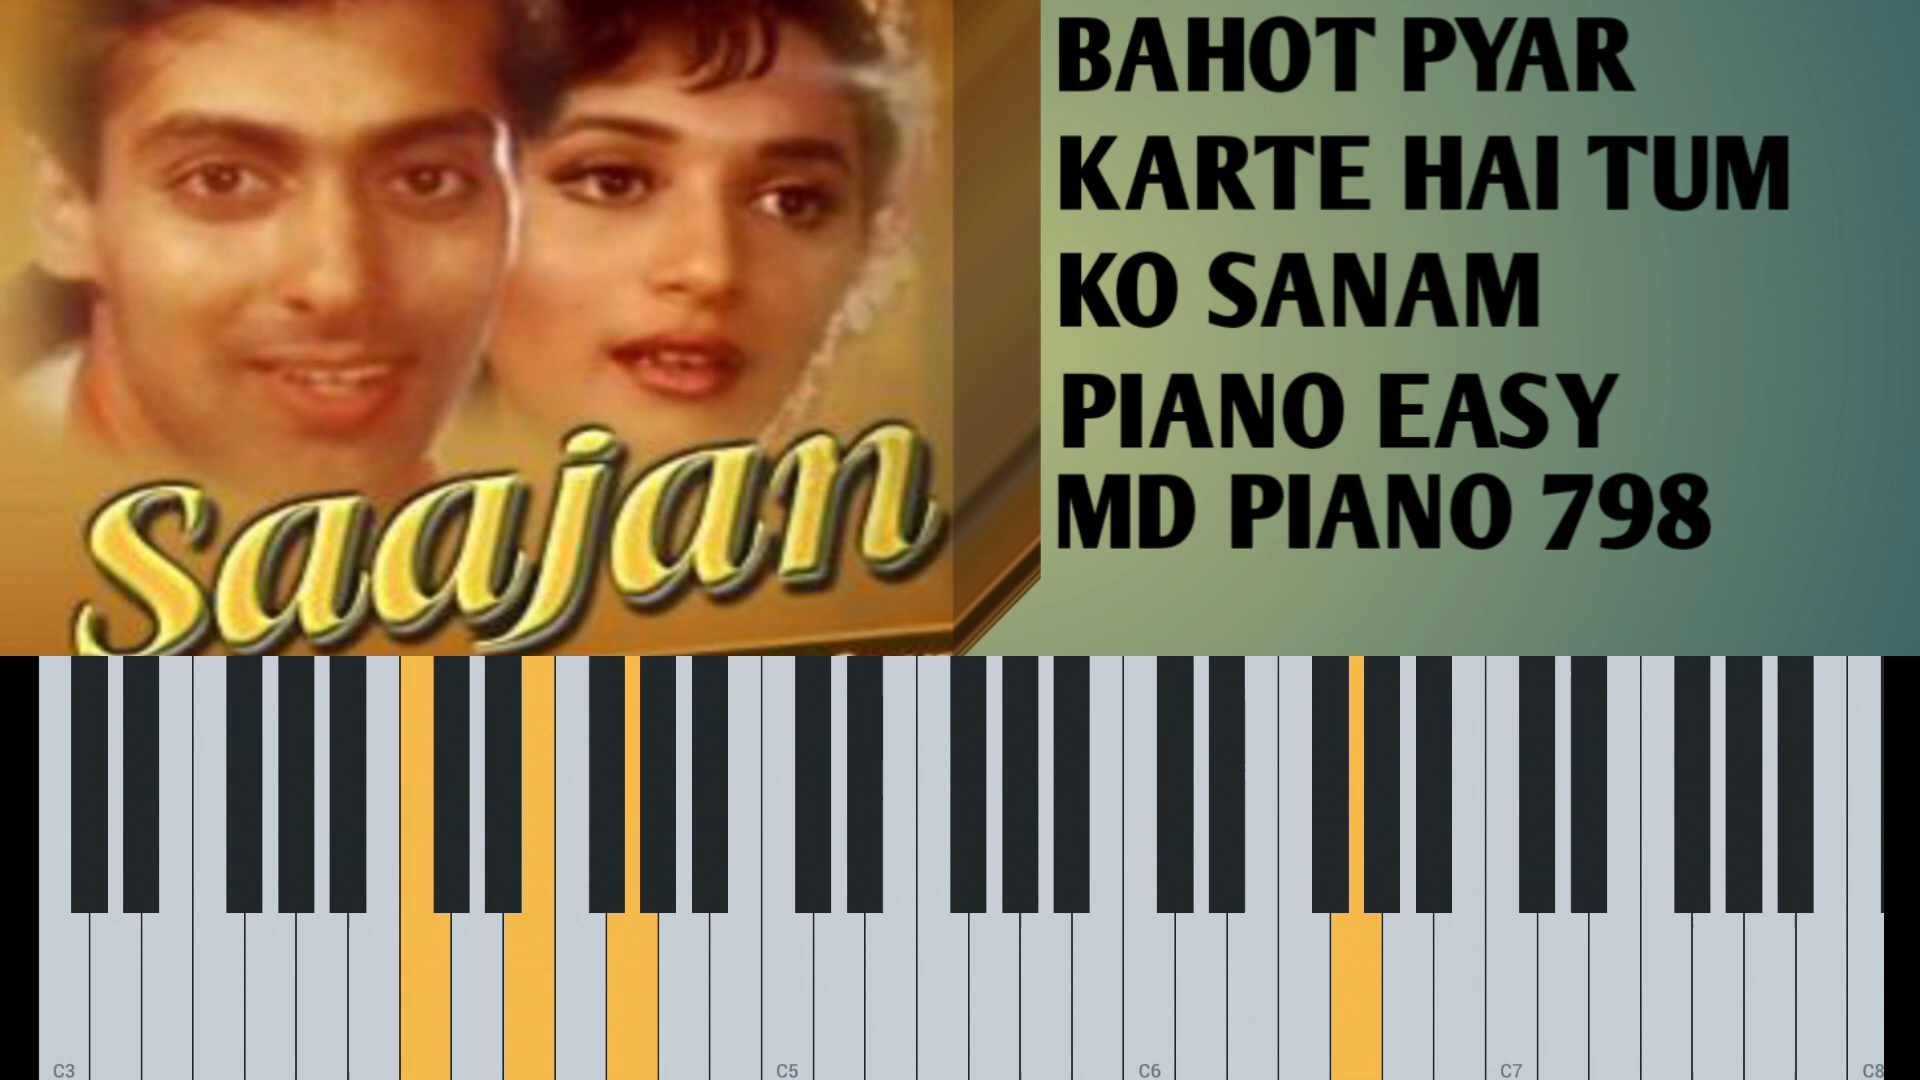 BAHOT PYAR
KARTE HAI TUM
KO SANAM
PIANO EASY
MD PIANO 798
Saajan
C3
C5
C6
C7
C8